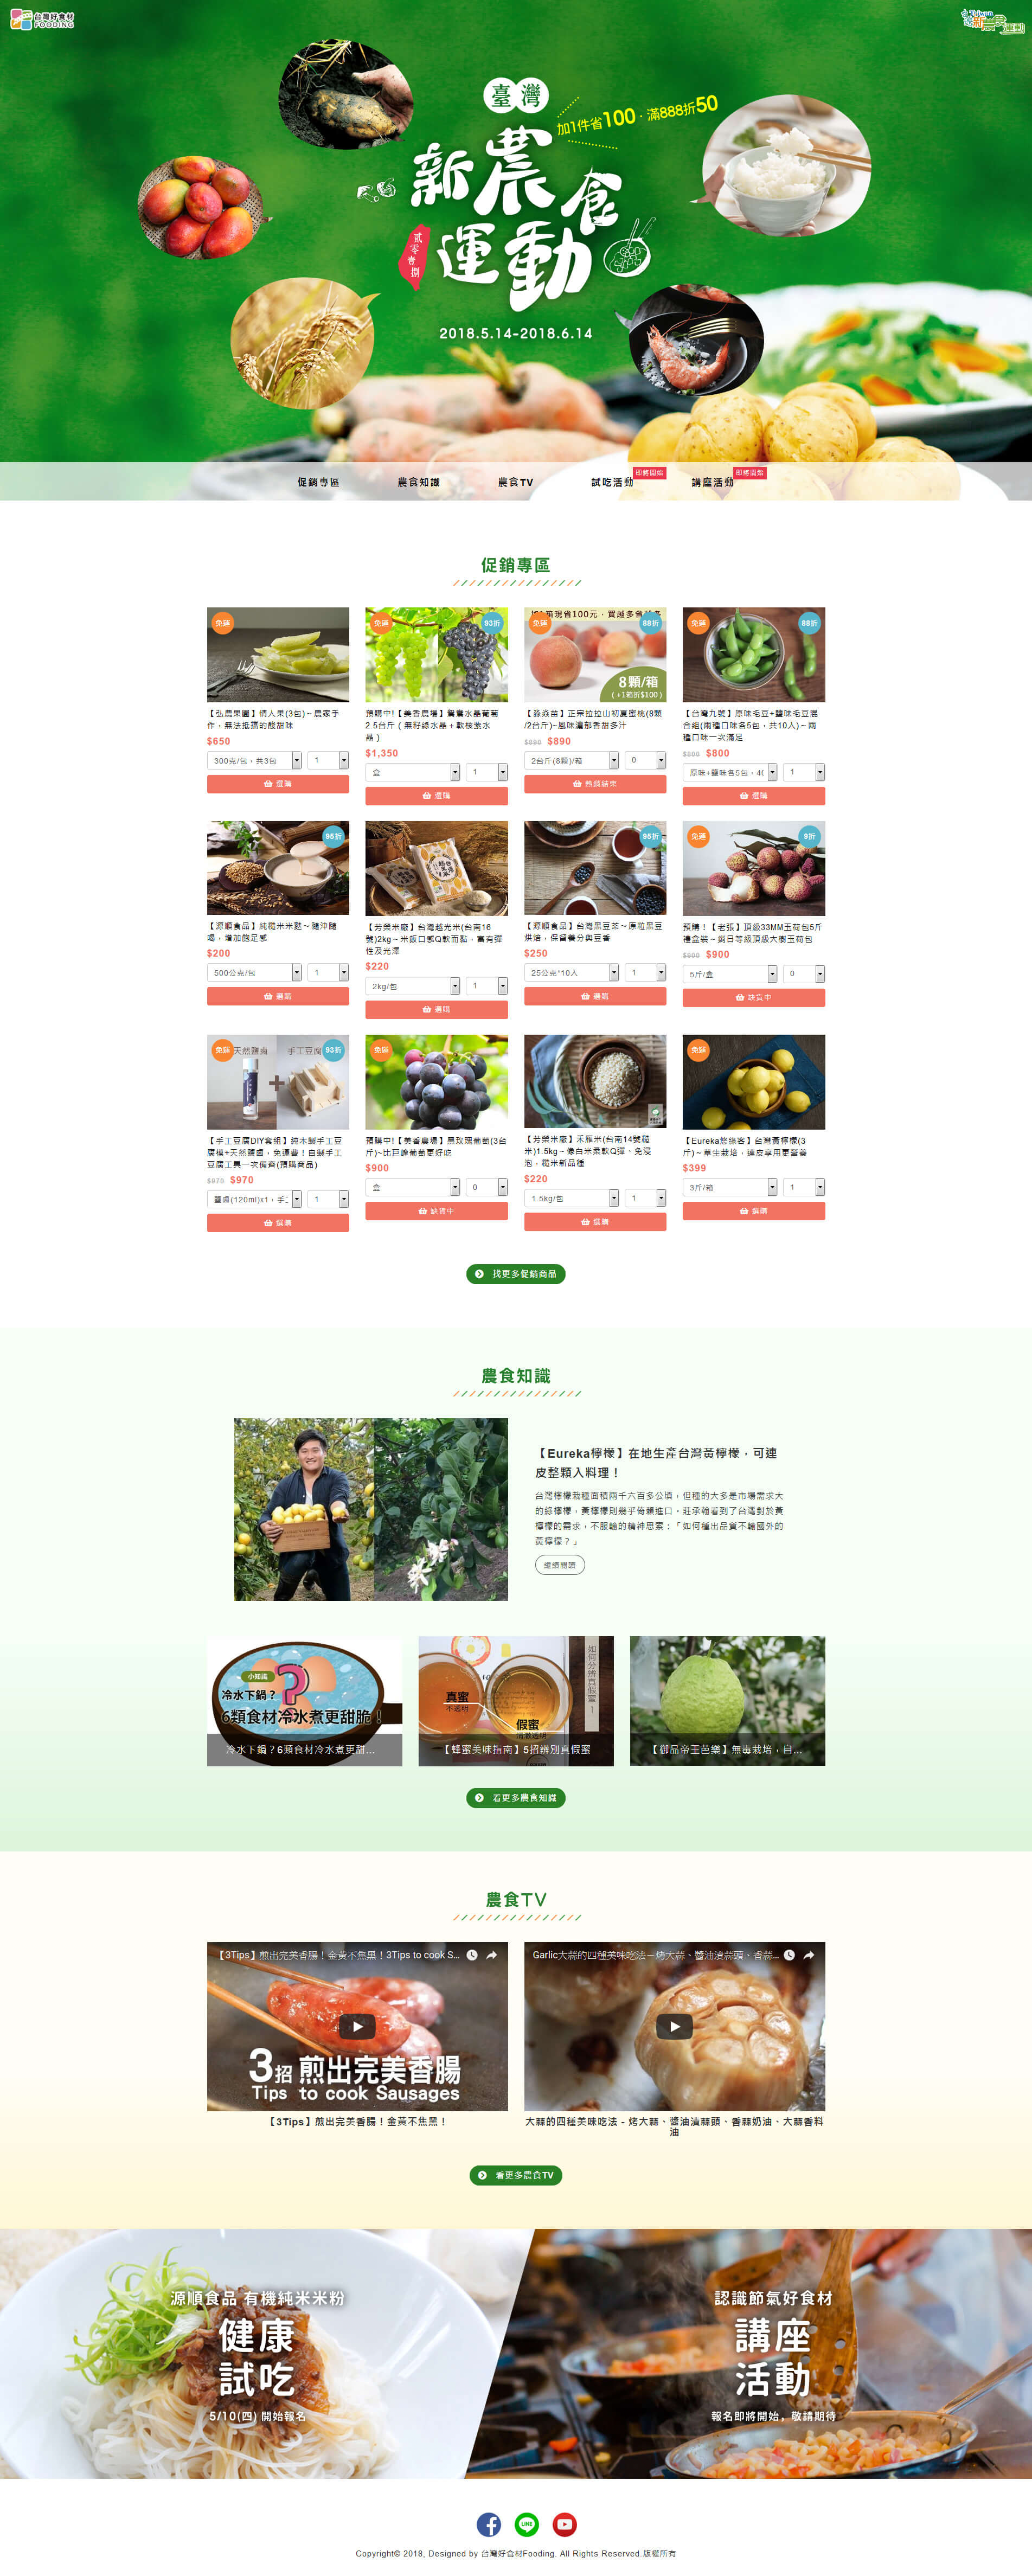 台灣好食材
FOODING
Taiwan
新農食運動
臺灣
加1件省100．滿888折50
新農食
運動
貳零壹捌
2018.5.14-2018.6.14
促銷專區
農食知識
農食TV
試吃活動
即將開始
講座活動
即將開始
促銷專區
免運
免運
93折
加1箱現省100元，買越多省越多
免運
88折
8顆/箱
(+1箱折$100)
免運
88折
【弘農果園】情人果(3包)～農家手
作，無法抵擋的酸甜味
$650
300克/包，共3包
1
選購
預購中!【美香農場】鴛鴦水晶葡萄
2.5台斤（無籽綠水晶＋軟核紫水
晶）
$1,350
盒
1
選購
【淼焱苗】正宗拉拉山初夏蜜桃(8顆
/2台斤)~風味濃郁香甜多汁
$890 $890
2台斤(8顆)/箱
0
熱銷結束
【台灣九號】原味毛豆+鹽味毛豆混
合組(兩種口味各5包，共10入)～兩
種口味一次滿足
$800 $800
原味+鹽味各5包，40
1
選購
95折
95折
免運
9折
【源順食品】純糙米米麩～隨沖隨
喝，增加飽足感
$200
500公克/包
1
選購
【芳榮米廠】台灣越光米(台南16
號)2kg～米飯口感Q軟而黏，富有彈
性及光澤
$220
2kg/包
1
選購
【源順食品】台灣黑豆茶～原粒黑豆
烘焙，保留養分與豆香
$250
25公克*10入
1
選購
預購！【老張】頂級33MM玉荷包5斤
禮盒裝～銷日等級頂級大樹玉荷包
$900 $900
5斤/盒
0
缺貨中
免運
天然鹽鹵
手工豆腐
93折
免運
免運
【手工豆腐DIY套組】純木製手工豆
腐模+天然鹽鹵，免運費！自製手工
豆腐工具一次備齊(預購商品)
$970 $970
鹽鹵(120ml)x1，手工
1
選購
預購中!【美香農場】黑玫瑰葡萄(3台
斤)~比巨峰葡萄更好吃
$900
盒
0
缺貨中
【芳榮米廠】禾雁米(台南14號糙
米)1.5kg～像白米柔軟Q彈、免浸
泡，糙米新品種
$220
1.5kg/包
1
選購
【Eureka悠綠客】台灣黃檸檬(3
斤)～草生栽培，連皮享用更營養
$399
3斤/箱
1
選購
找更多促銷商品
農食知識
【Eureka檸檬】在地生產台灣黃檸檬，可連
皮整顆入料理！
台灣檸檬栽種面積兩千六百多公頃，但種的大多是市場需求大
的綠檸檬，黃檸檬則幾乎倚賴進口。莊承翰看到了台灣對於黃
檸檬的需求，不服輸的精神思索：「如何種出品質不輸國外的
黃檸檬？」
繼續閱讀
小知識
冷水下鍋？
6類食材冷水煮更甜脆！
冷水下鍋？6類食材冷水煮更甜...
如何分辨真假蜜！
真蜜
不透明
假蜜
清澈透明
【蜂蜜美味指南】5招辨別真假蜜
【御品帝王芭樂】無毒栽培，自...
看更多農食知識
農食TV
【3Tips】煎出完美香腸！金黃不焦黑！3Tips to cook S...
3招 煎出完美香腸
Tips to cook Sausages
【3Tips】煎出完美香腸！金黃不焦黑！
Garlic大蒜的四種美味吃法－烤大蒜、醬油漬蒜頭、香蒜...
大蒜的四種美味吃法 - 烤大蒜、醬油漬蒜頭、香蒜奶油、大蒜香料
油
看更多農食TV
源順食品 有機純米米粉
健康
試吃
5/10(四) 開始報名
認識節氣好食材
講座
活動
報名即將開始，敬請期待
LINE
Copyright© 2018, Designed by 台灣好食材Fooding. All Rights Reserved.版權所有